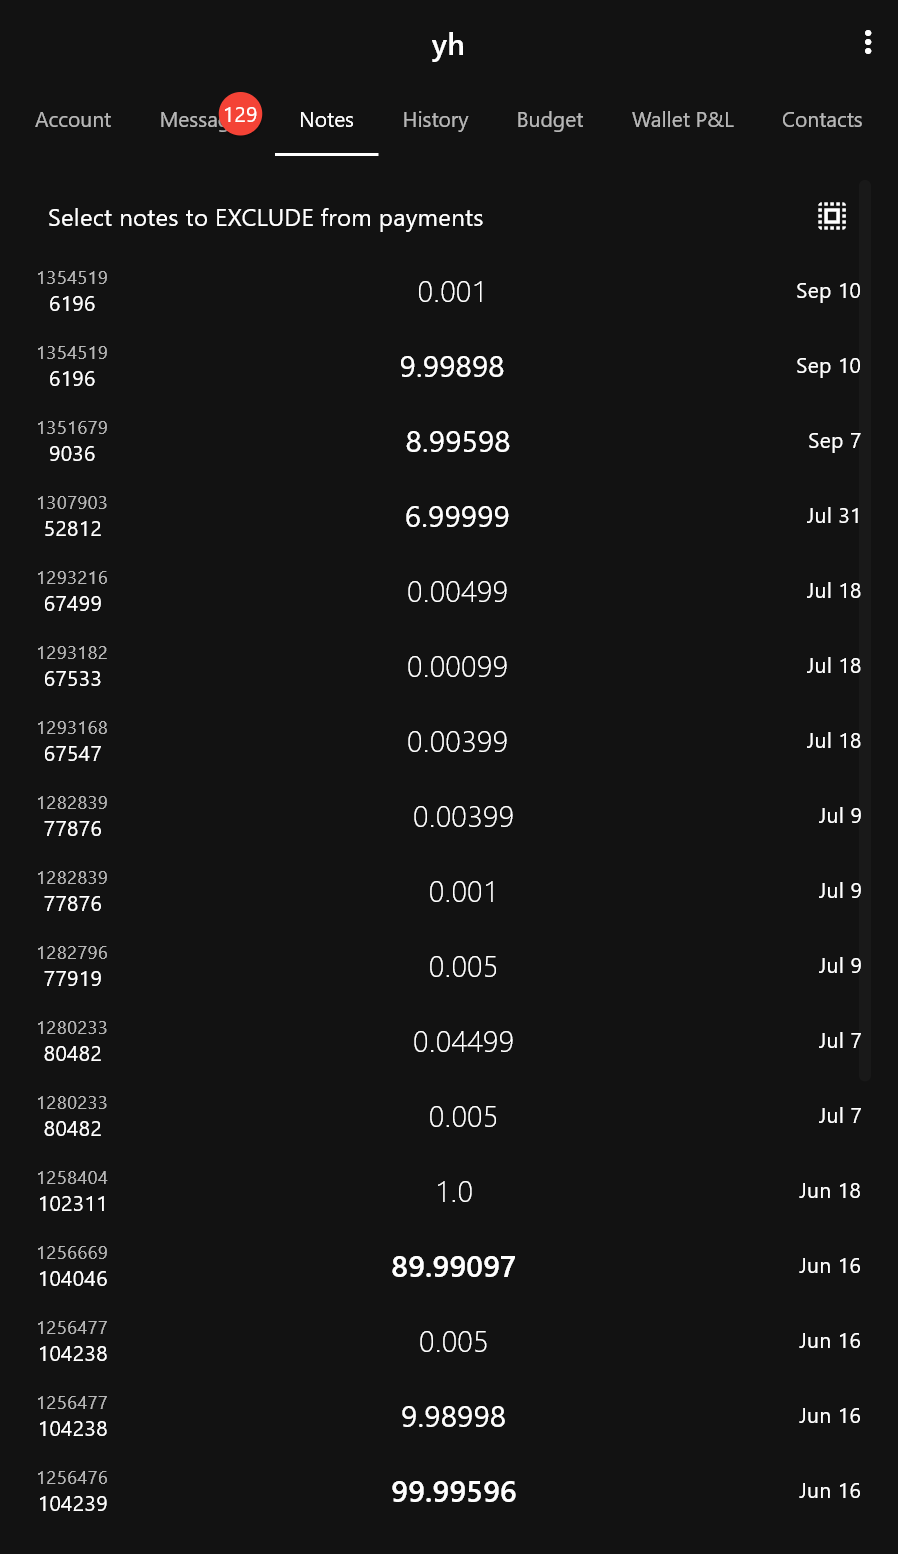 yh
Account Messag 129 Notes History Budget Wallet P&L Contacts
Select notes to EXCLUDE from payments
1354519
6196 0.001 Sep 10
1354519
6196 9.99898 Sep 10
1351679
9036 8.99598 Sep 7
1307903
52812 6.99999 Jul 31
1293216
67499 0.00499 Jul 18
1293182
67533 0.00099 Jul 18
1293168
67547 0.00399 Jul 18
1282839
77876 0.00399 Jul 9
1282839
77876 0.001 Jul 9
1282796
77919 0.005 Jul 9
1280233
80482 0.04499 Jul 7
1280233
80482 0.005 Jul 7
1258404
102311 1.0 Jun 18
1256669
104046 89.99097 Jun 16
1256477
104238 0.005 Jun 16
1256477
104238 9.98998 Jun 16
1256476
104239 99.99596 Jun 16